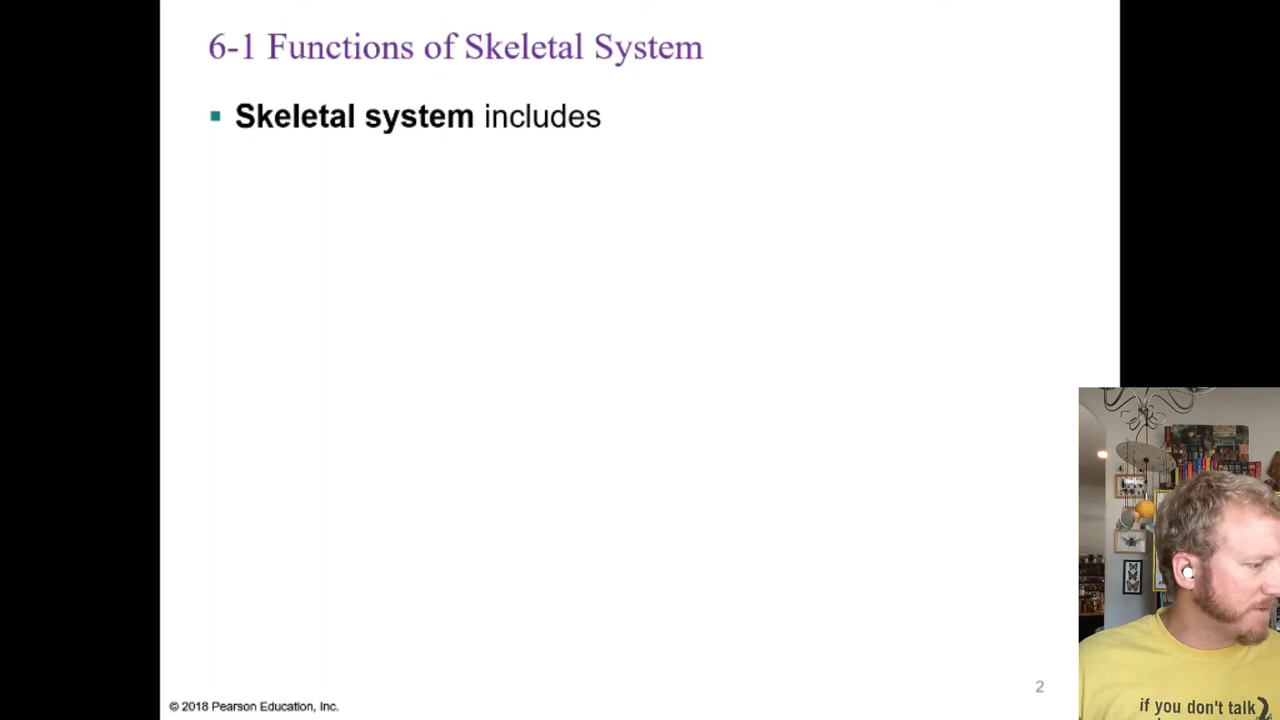 6-1 Functions of Skeletal System
▪ Skeletal system includes
if you don't talk
2
© 2018 Pearson Education, Inc.